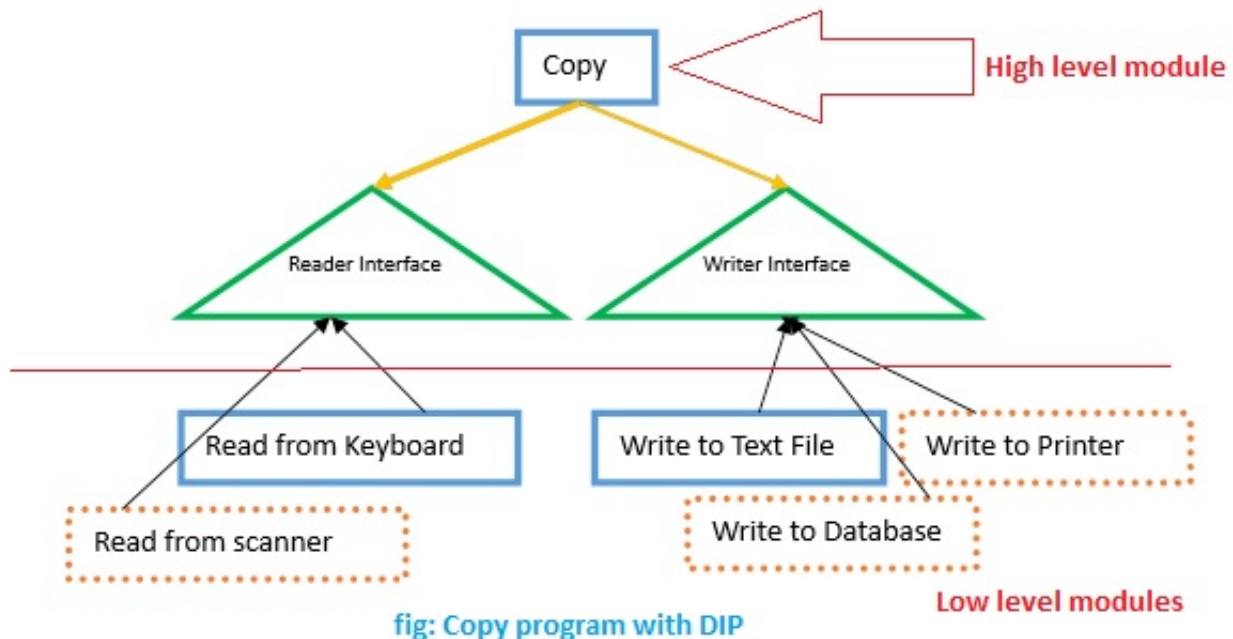 Copy
High level module
Reader Interface
Writer Interface
Read from Keyboard
Write to Text File
Write to Printer
Read from scanner
Write to Database
Low level modules
fig: Copy program with DIP